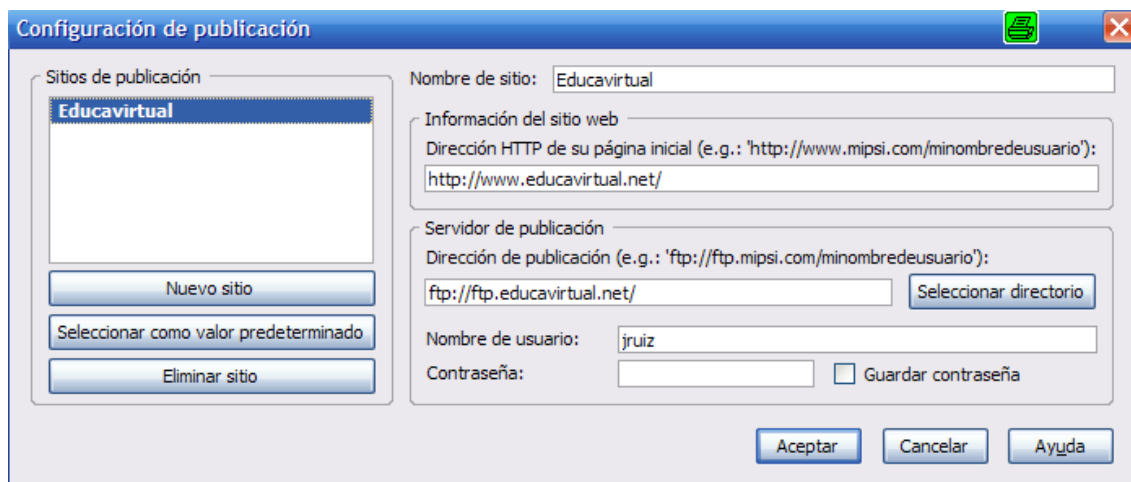 Configuración de publicación
Sitios de publicación
Educavirtual
Nuevo sitio
Seleccionar como valor predeterminado
Eliminar sitio
Nombre de sitio: Educavirtual
Información del sitio web
Dirección HTTP de su página inicial (e.g.: 'http://www.mipsi.com/minombredeusuario'):
http://www.educavirtual.net/
Servidor de publicación
Dirección de publicación (e.g.: 'ftp://ftp.mipsi.com/minombredeusuario'):
ftp://ftp.educavirtual.net/ Seleccionar directorio
Nombre de usuario: jruiz
Contraseña: Guardar contraseña
Aceptar Cancelar Ayuda